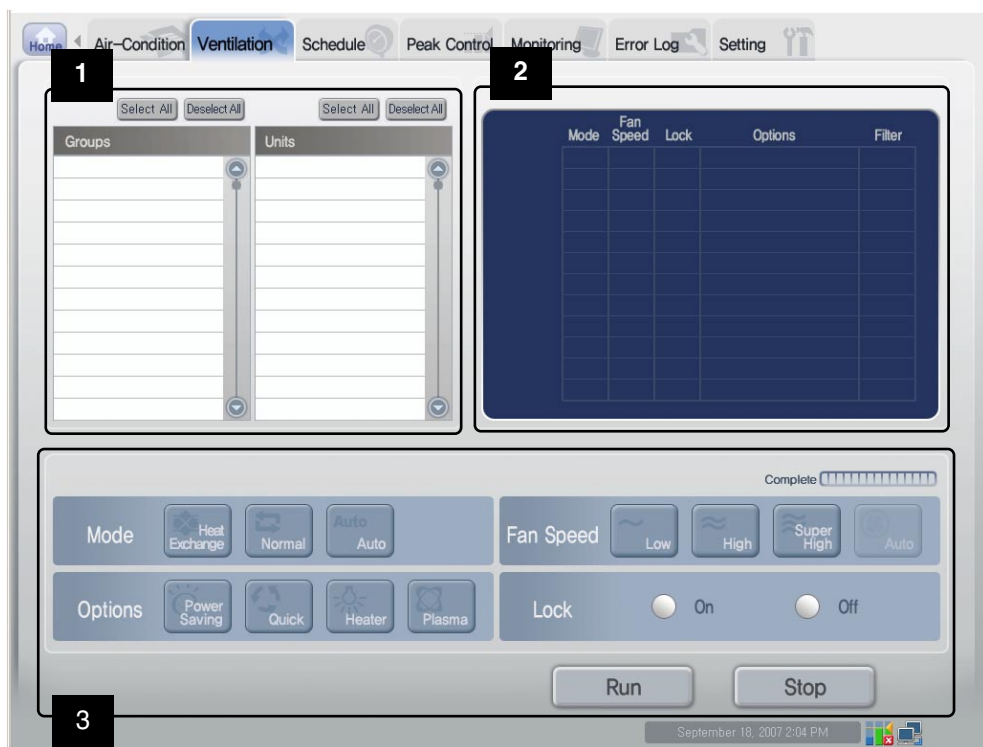 Home Air-Condition Ventilation Schedule Peak Control Monitoring Error Log Setting
1
2
Select All Deselect All Select All Deselect All
Groups Units
Mode Fan Speed Lock Options Filter
Complete
Mode Heat Exchange Normal Auto Auto
Fan Speed Low High Super High Auto
Options Power Saving Quick Heater Plasma
Lock On Off
Run Stop
3
September 18, 2007 2:04 PM